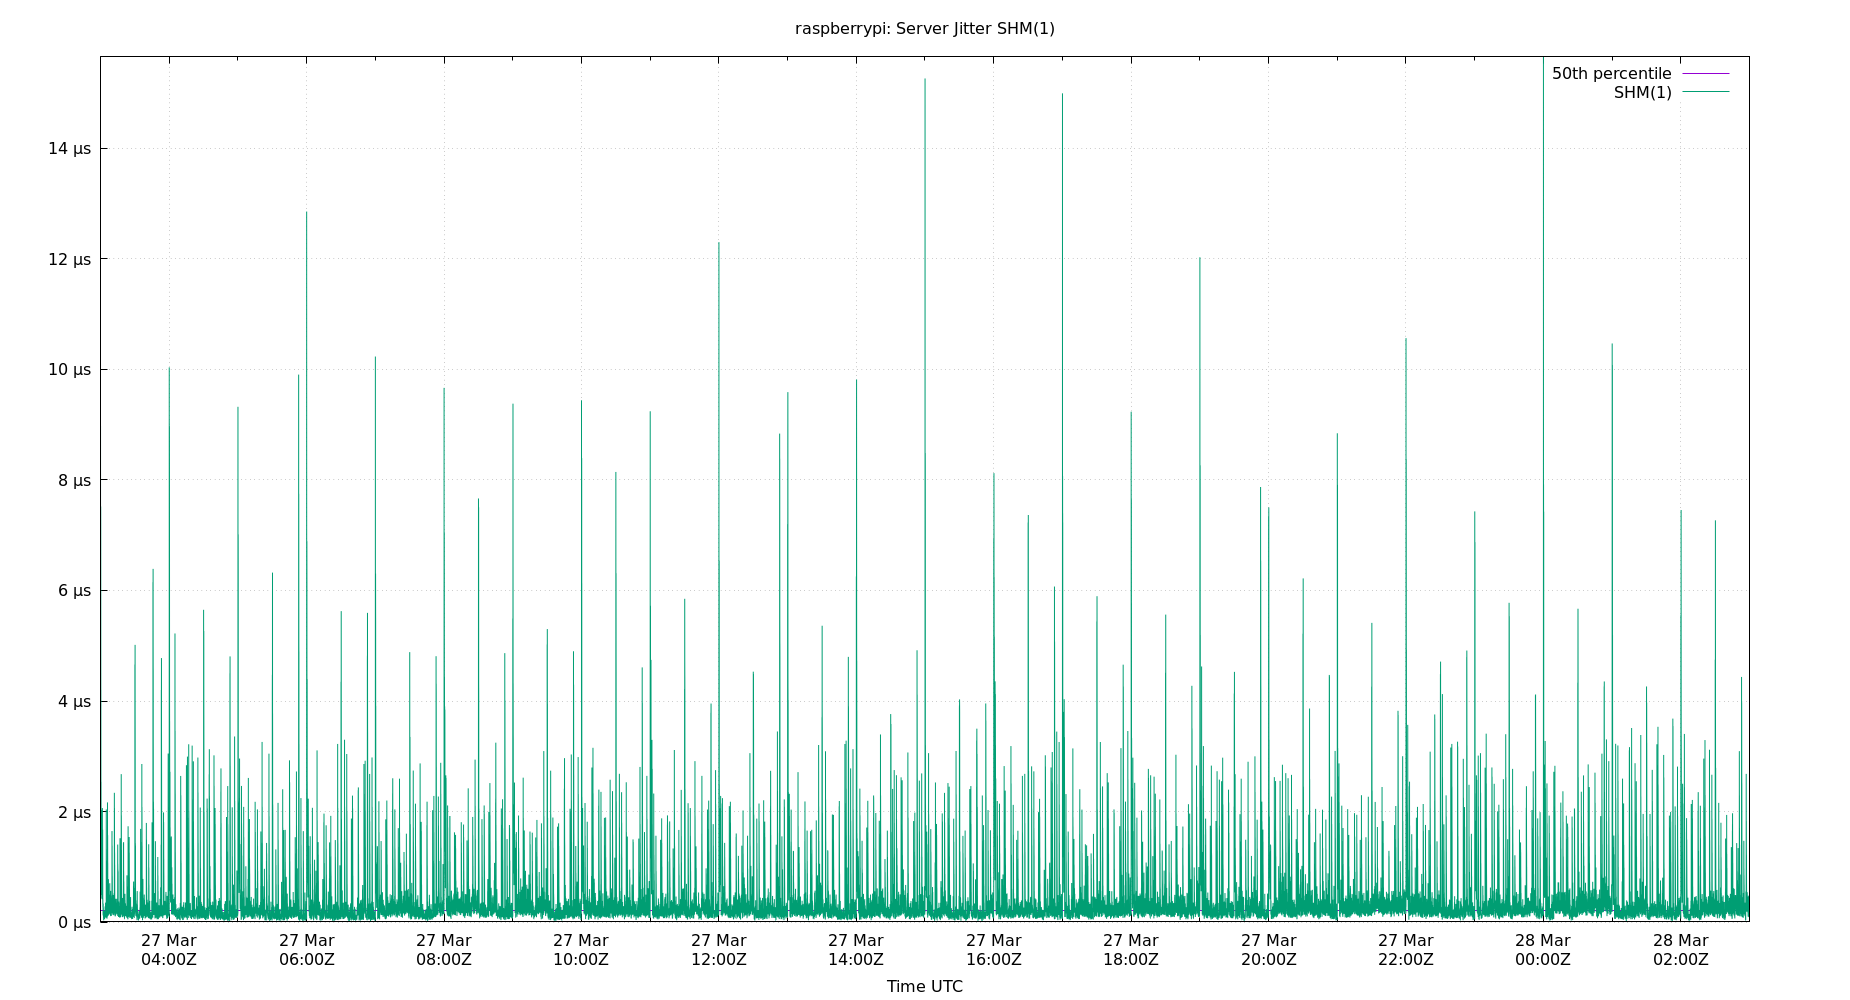 raspberrypi: Server Jitter SHM(1)
50th percentile
SHM(1)
14 µs
12 µs
10 µs
8 µs
6 µs
4 µs
2 µs
0 µs
27 Mar 27 Mar 27 Mar 27 Mar 27 Mar 27 Mar 27 Mar 27 Mar 27 Mar 27 Mar 28 Mar 28 Mar
04:00Z 06:00Z 08:00Z 10:00Z 12:00Z 14:00Z 16:00Z 18:00Z 20:00Z 22:00Z 00:00Z 02:00Z
Time UTC